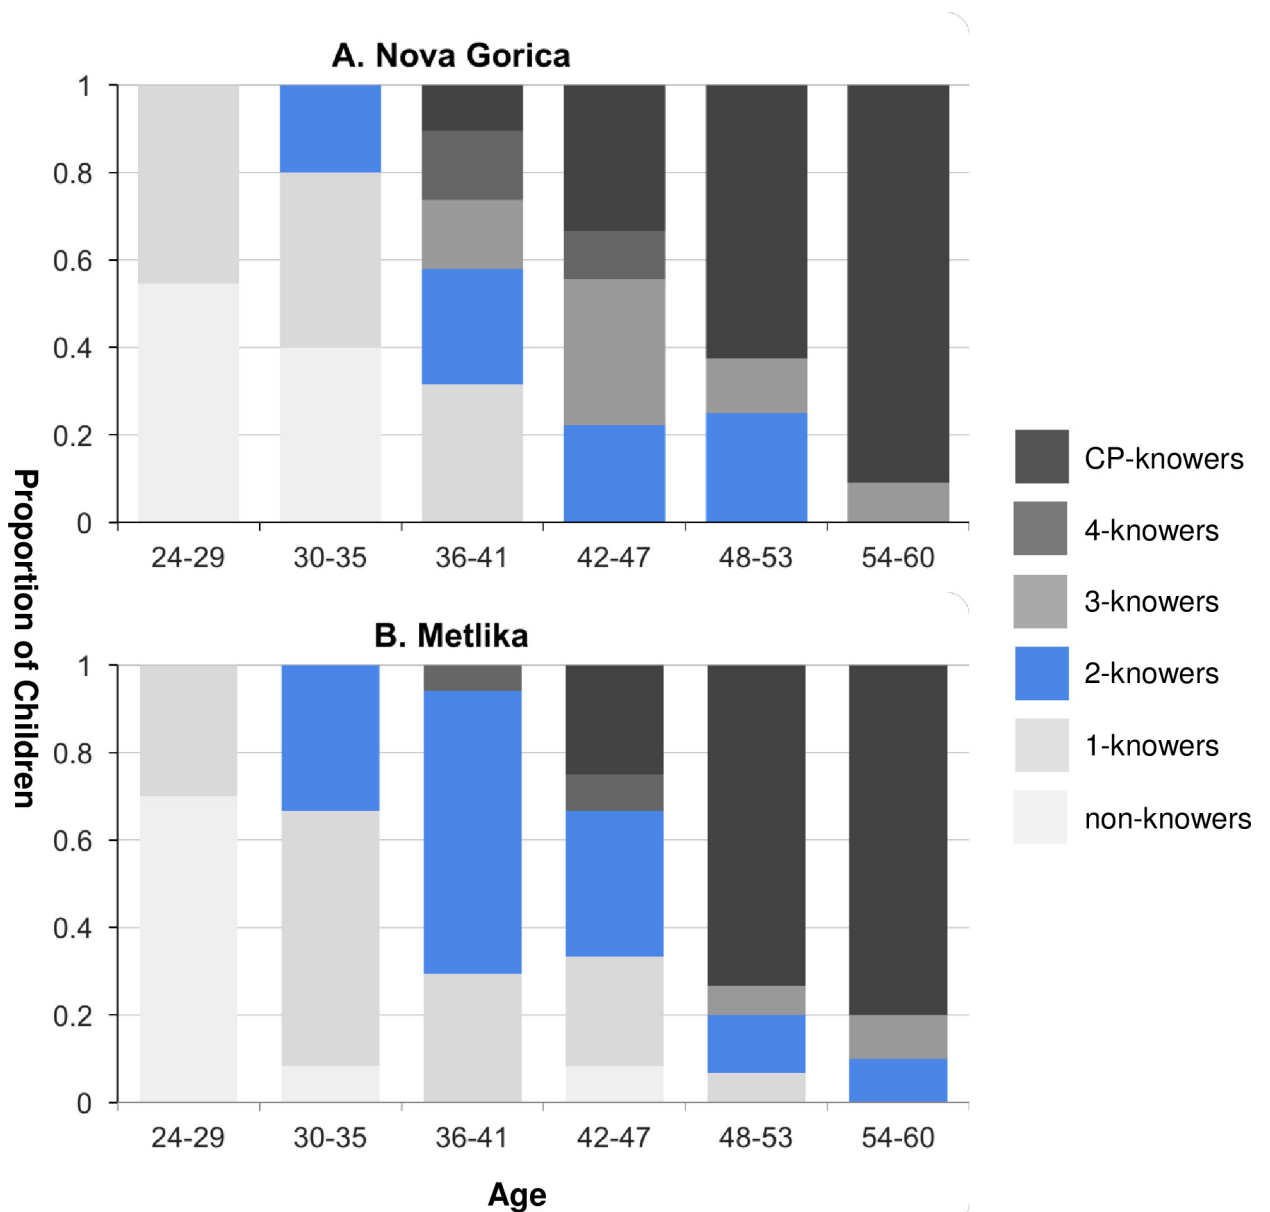 A. Nova Gorica
1
0.8
0.6
0.4
0.2
0
24-29 30-35 36-41 42-47 48-53 54-60
B. Metlika
1
0.8
0.6
0.4
0.2
0
24-29 30-35 36-41 42-47 48-53 54-60
Age
Proportion of Children
CP-knowers
4-knowers
3-knowers
2-knowers
1-knowers
non-knowers